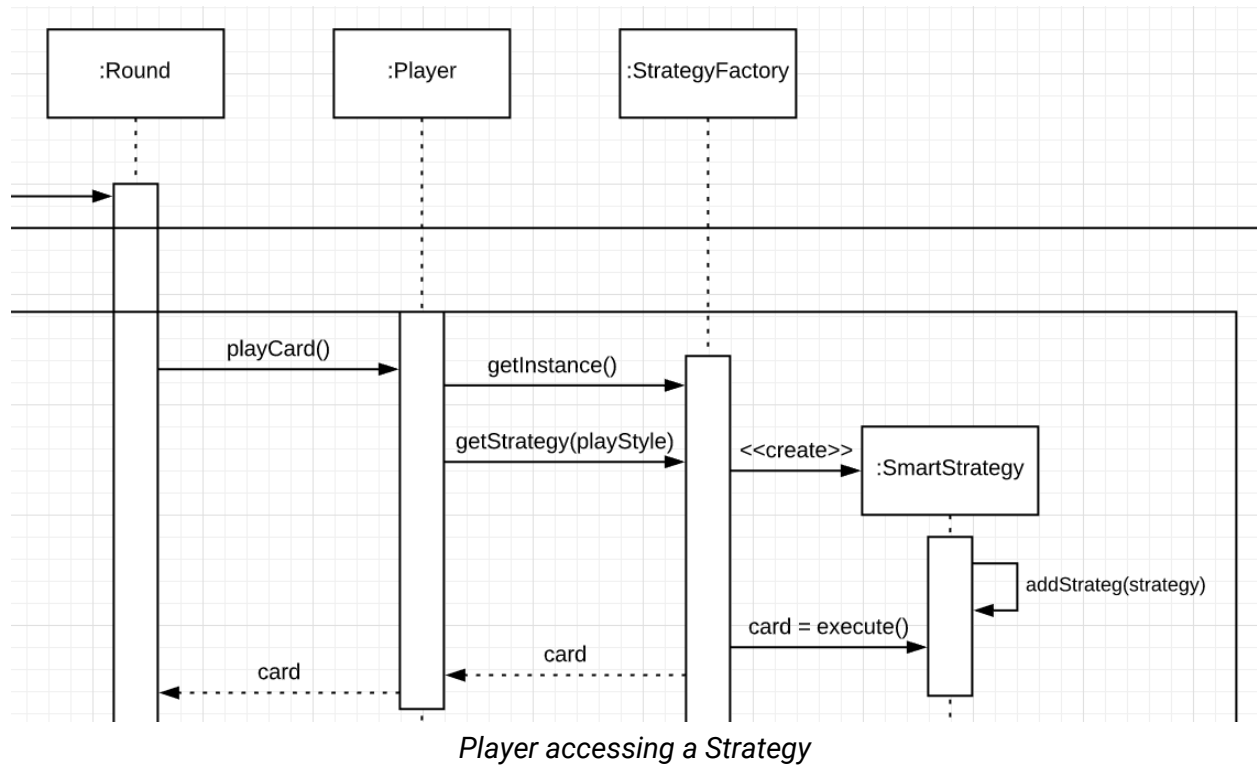 :Round
:Player
:StrategyFactory
playCard()
getInstance()
getStrategy(playStyle)
<<create>>
:SmartStrategy
addStrateg(strategy)
card = execute()
card
card
Player accessing a Strategy